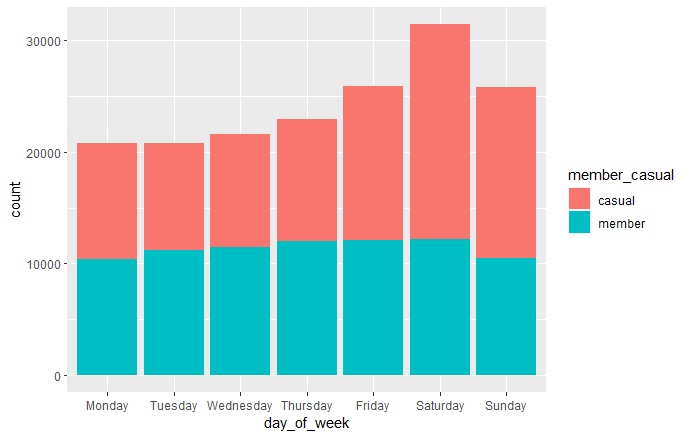 30000
20000
10000
0
count
Monday Tuesday Wednesday Thursday Friday Saturday Sunday
day_of_week
member_casual
casual
member